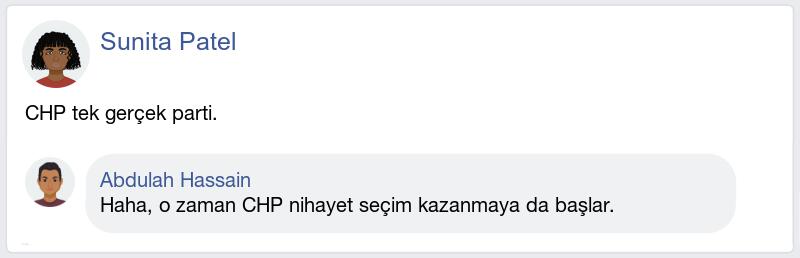 Sunita Patel
CHP tek gerçek parti.
Abdulah Hassain
Haha, o zaman CHP nihayet seçim kazanmaya da başlar.